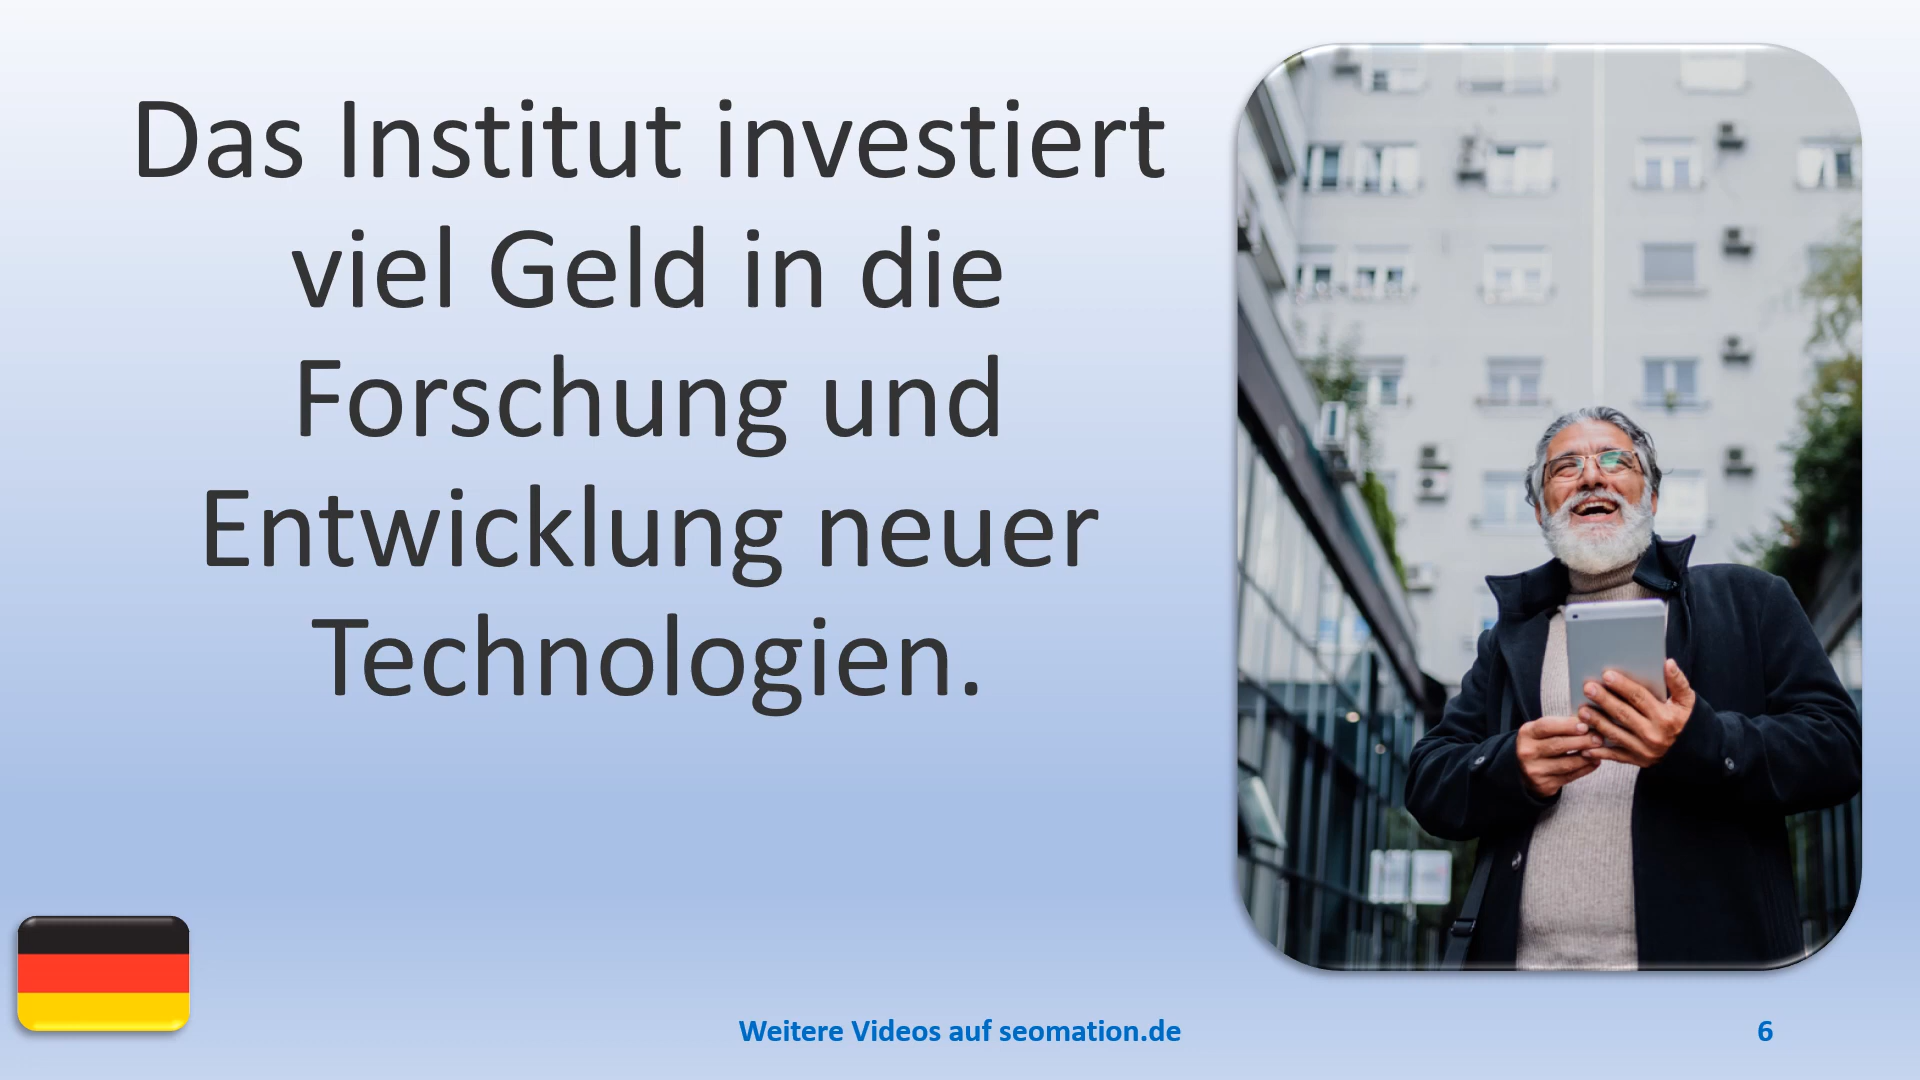 Das Institut investiert
viel Geld in die
Forschung und
Entwicklung neuer
Technologien.
Weitere Videos auf seomation.de
6